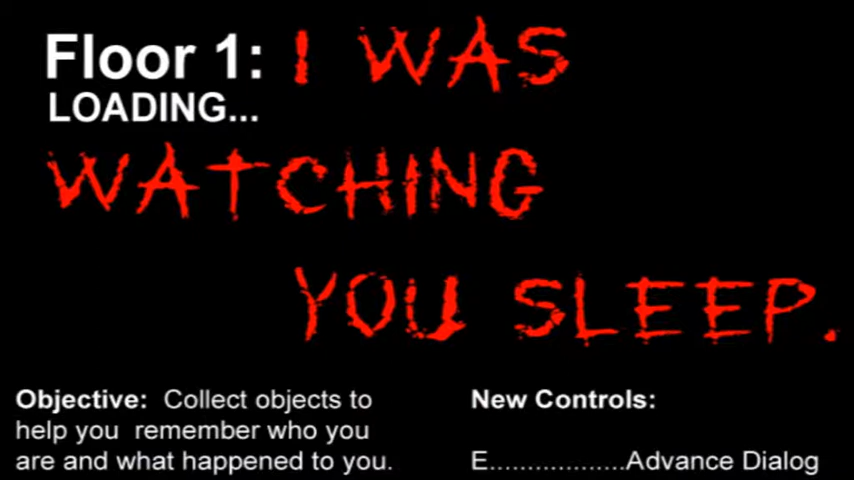 Floor 1: I WAS
LOADING...
WATCHING
YOU SLEEP.
Objective: Collect objects to
help you remember who you
are and what happened to you.
New Controls:
E..................Advance Dialog